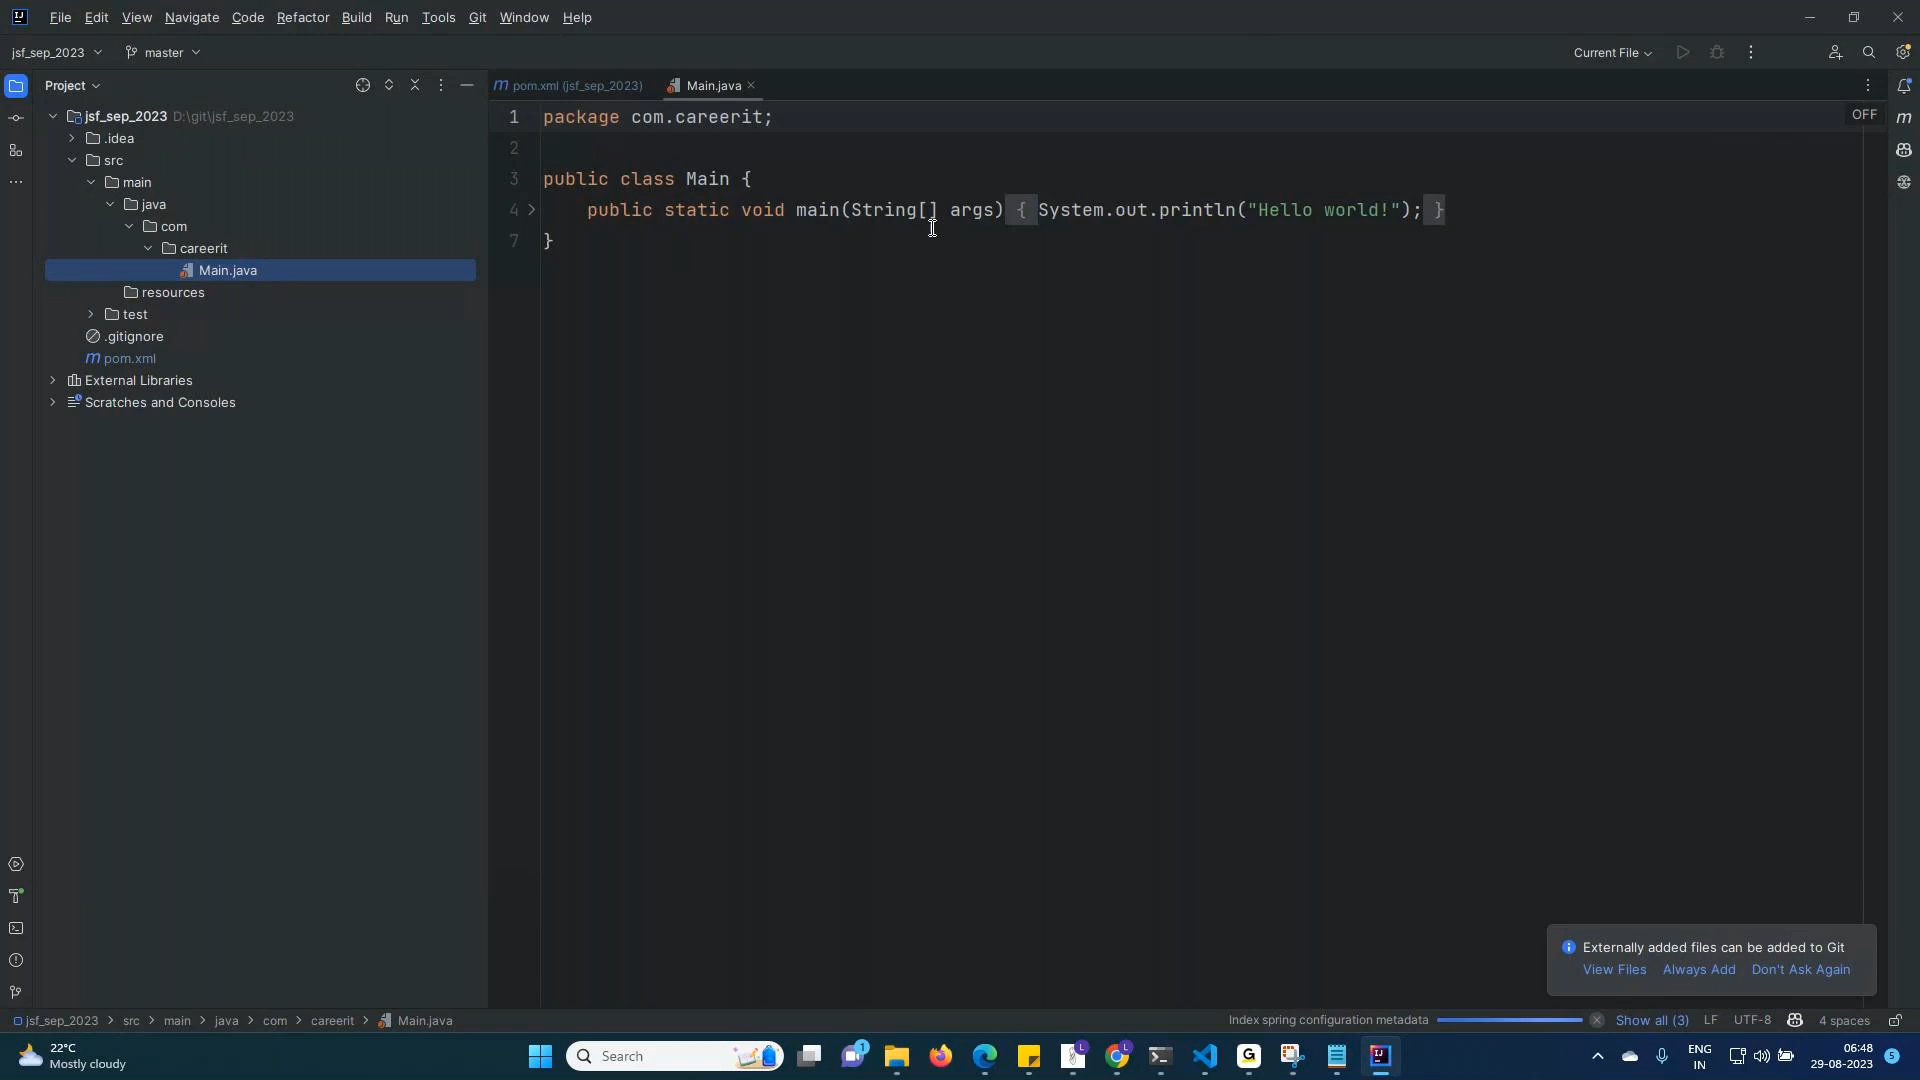 File Edit View Navigate Code Refactor Build Run Tools Git Window Help
jsf_sep_2023 master Current File
Project
pom.xml (jsf_sep_2023) Main.java
jsf_sep_2023 D:\git\jsf_sep_2023
.idea
src
main
java
com
careerit
Main.java
resources
test
.gitignore
pom.xml
External Libraries
Scratches and Consoles
OFF
1 package com.careerit;
2
3 public class Main {
4 public static void main(String[] args) { System.out.println("Hello world!"); }
7 }
Externally added files can be added to Git
View Files Always Add Don't Ask Again
jsf_sep_2023 > src > main > java > com > careerit > Main.java
Index spring configuration metadata Show all (3) LF UTF-8 4 spaces
22°C
Mostly cloudy
Search
1
L
L
ENG
IN
06:48
29-08-2023
5